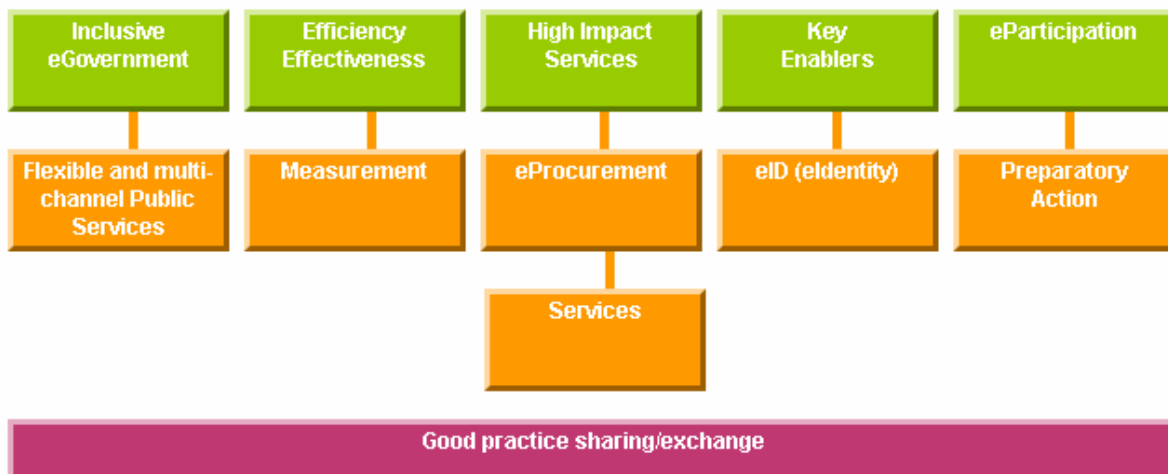 Inclusive
eGovernment
Efficiency
Effectiveness
High Impact
Services
Key
Enablers
eParticipation
Flexible and multi-
channel Public
Services
Measurement
eProcurement
eID (eIdentity)
Preparatory
Action
Services
Good practice sharing/exchange